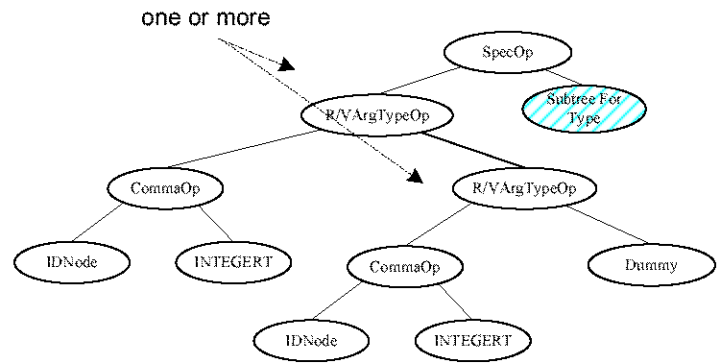 one or more
SpecOp
R/VArgTypeOp
Subtree For
Type
CommaOp
R/VArgTypeOp
IDNode
INTEGERT
CommaOp
Dummy
IDNode
INTEGERT